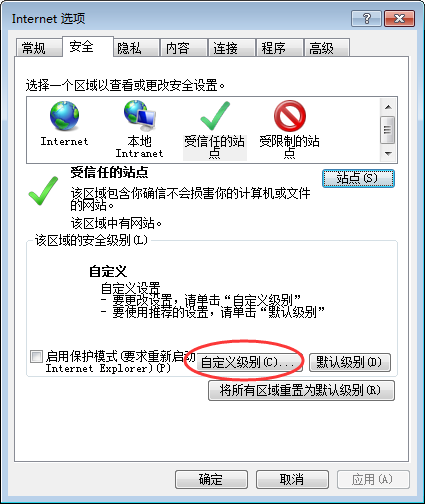 Internet 选项
常规 安全 隐私 内容 连接 程序 高级
选择一个区域以查看或更改安全设置。
Internet
本地
Intranet
受信任的站
点
受限制的站
点
受信任的站点
站点(S)
该区域包含你确信不会损害你的计算机或文件
的网站。
该区域中有网站。
该区域的安全级别(L)
自定义
自定义设置
- 要更改设置，请单击“自定义级别”
- 要使用推荐的设置，请单击“默认级别”
启用保护模式(要求重新启动
Internet Explorer)(P)
自定义级别(C)...
默认级别(D)
将所有区域重置为默认级别(R)
确定 取消 应用(A)